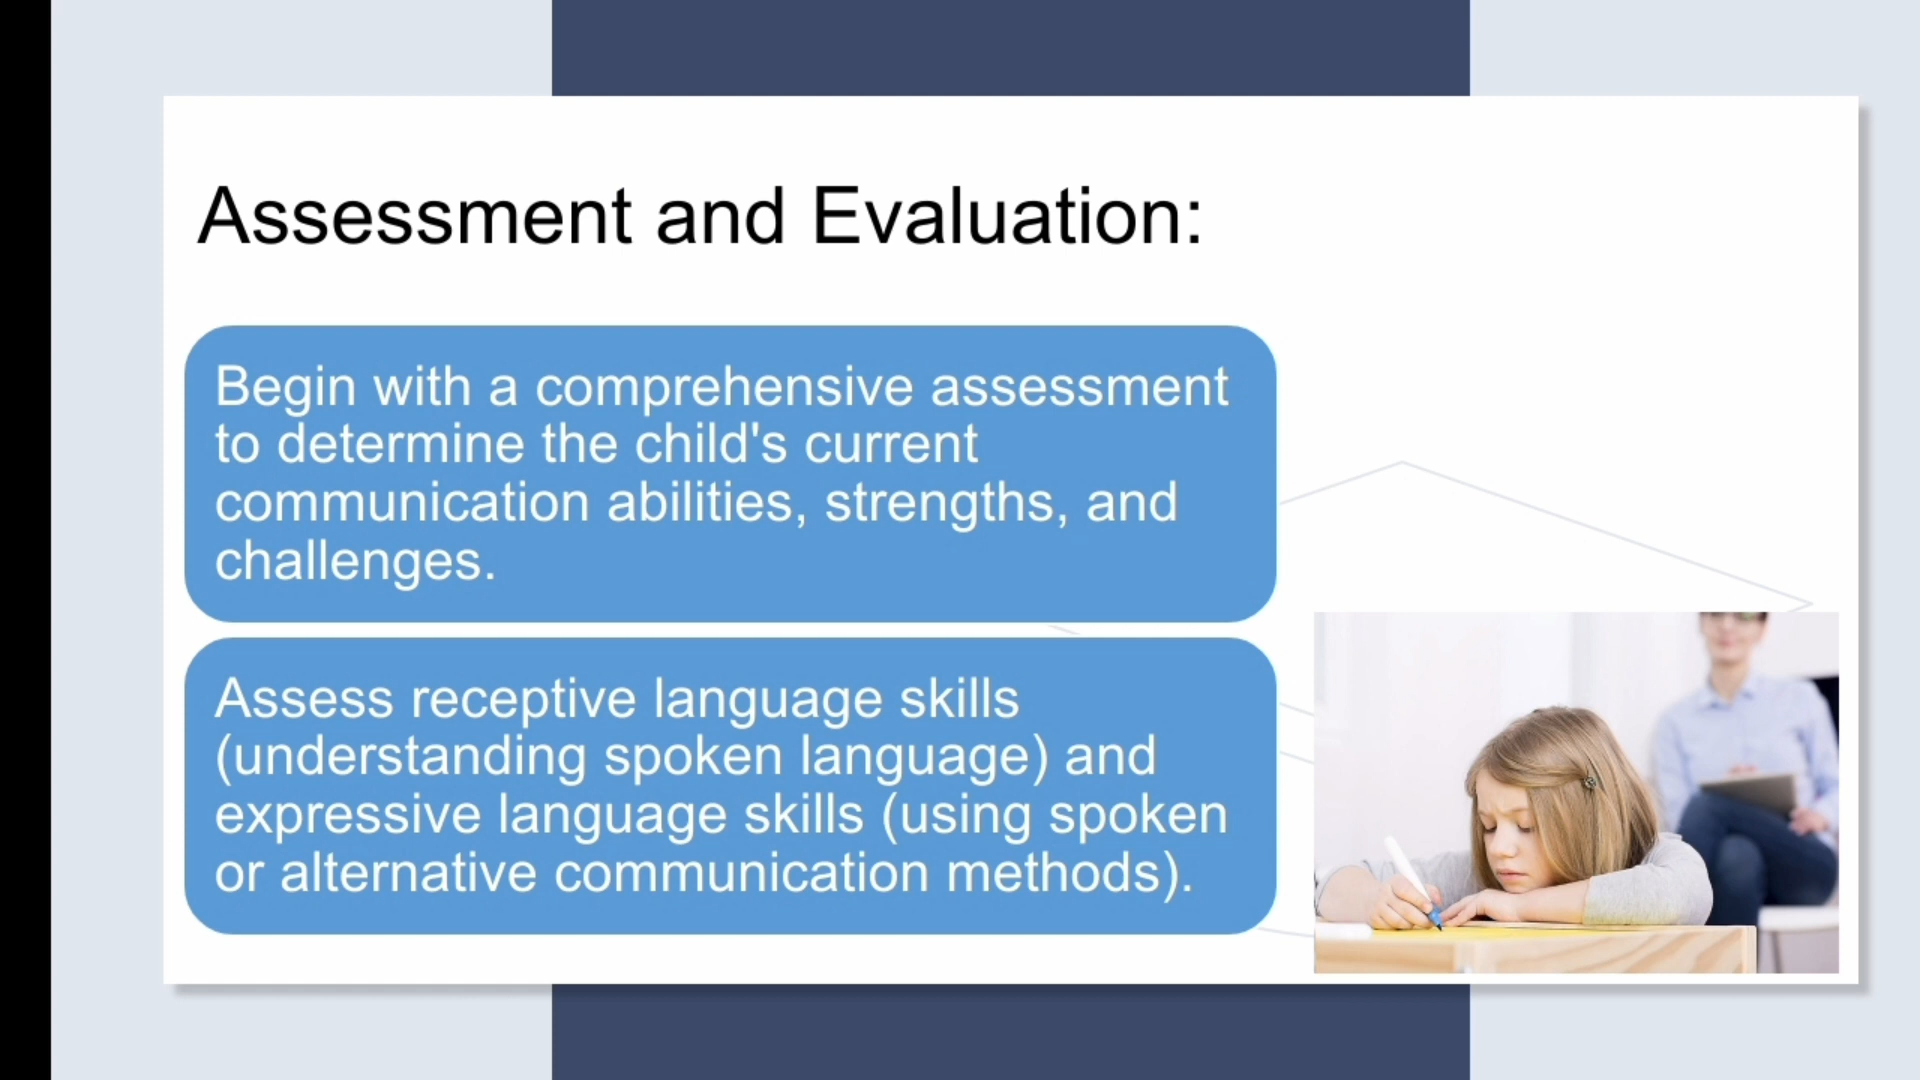 Assessment and Evaluation:
Begin with a comprehensive assessment
to determine the child's current
communication abilities, strengths, and
challenges.
Assess receptive language skills
(understanding spoken language) and
expressive language skills (using spoken
or alternative communication methods).